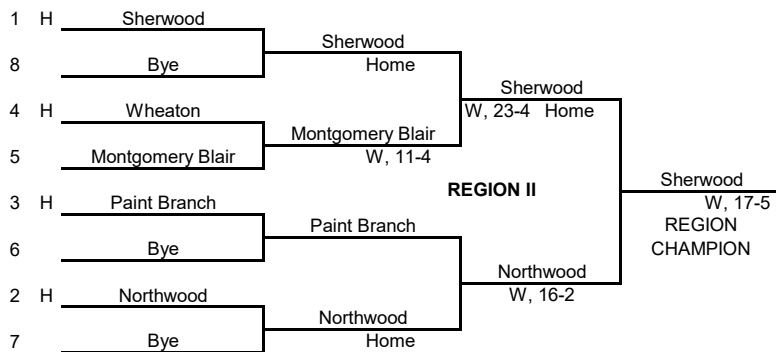 1 H Sherwood
Sherwood
8 Bye Home
Sherwood
4 H Wheaton W, 23-4 Home
Montgomery Blair
5 Montgomery Blair W, 11-4
REGION II Sherwood
3 H Paint Branch W, 17-5
Paint Branch REGION
6 Bye CHAMPION
Northwood
2 H Northwood W, 16-2
Northwood
7 Bye Home